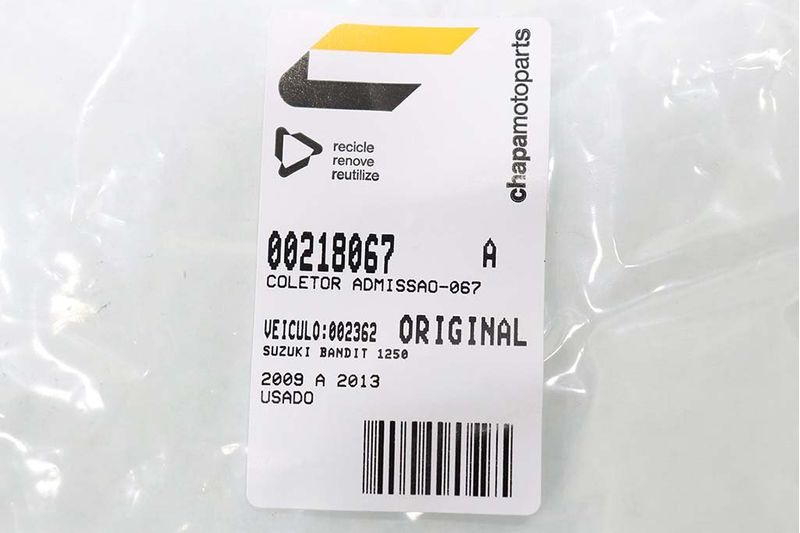 chapamotoparts
recicle
renove
reutilize
00218067 A
COLETOR ADMISSAO-067
VEICULO:002362 ORIGINAL
SUZUKI BANDIT 1250
2009 A 2013
USADO